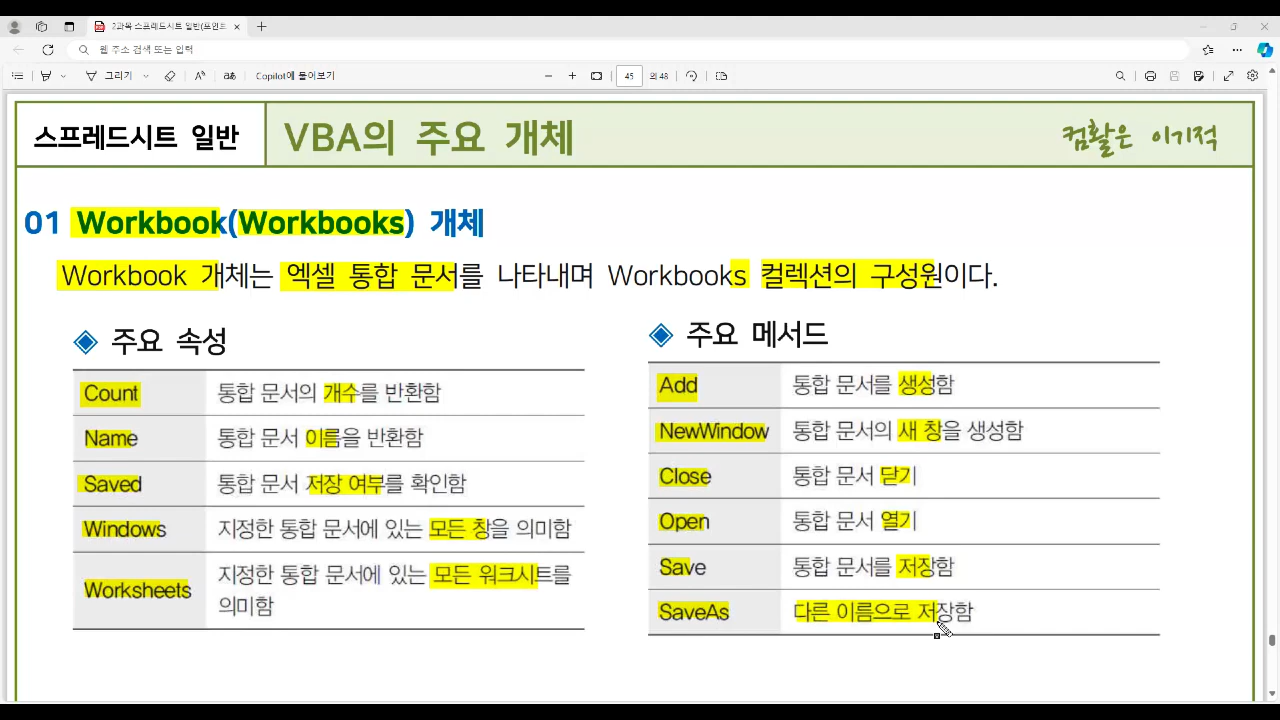 2과목 스프레드시트 일반(포인트
웹 주소 검색 또는 입력
그리기
Copilot에 물어보기
45
의 48
스프레드시트 일반
VBA의 주요 개체
컴활은 이기적
01 Workbook(Workbooks) 개체
Workbook 개체는 엑셀 통합 문서를 나타내며 Workbooks 컬렉션의 구성원이다.
주요 속성
Count 통합 문서의 개수를 반환함
Name 통합 문서 이름을 반환함
Saved 통합 문서 저장 여부를 확인함
Windows 지정한 통합 문서에 있는 모든 창을 의미함
Worksheets 지정한 통합 문서에 있는 모든 워크시트를
의미함
주요 메서드
Add 통합 문서를 생성함
NewWindow 통합 문서의 새 창을 생성함
Close 통합 문서 닫기
Open 통합 문서 열기
Save 통합 문서를 저장함
SaveAs 다른 이름으로 저장함